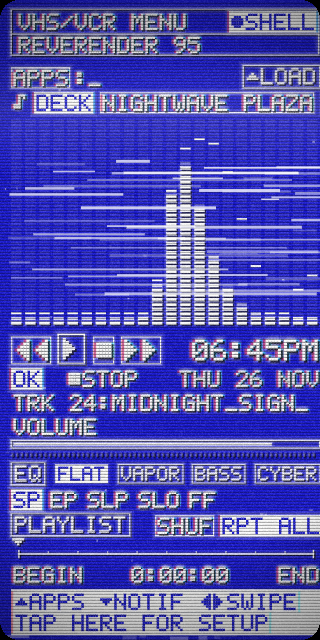 VHS/VCR MENU ●SHELL
REVERENDER 95
APPS:_ ▲LOAD
♪ DECK NIGHTWAVE PLAZA
06:45PM
OK ■STOP THU 26 NOV
TRK 24:MIDNIGHT_SIGN_
VOLUME
EQ FLAT VAPOR BASS CYBER
SP EP SLP SLO FF
PLAYLIST SHUF RPT ALL
BEGIN 0:00:00 END
▲APPS ▼NOTIF ◀▶SWIPE
TAP HERE FOR SETUP